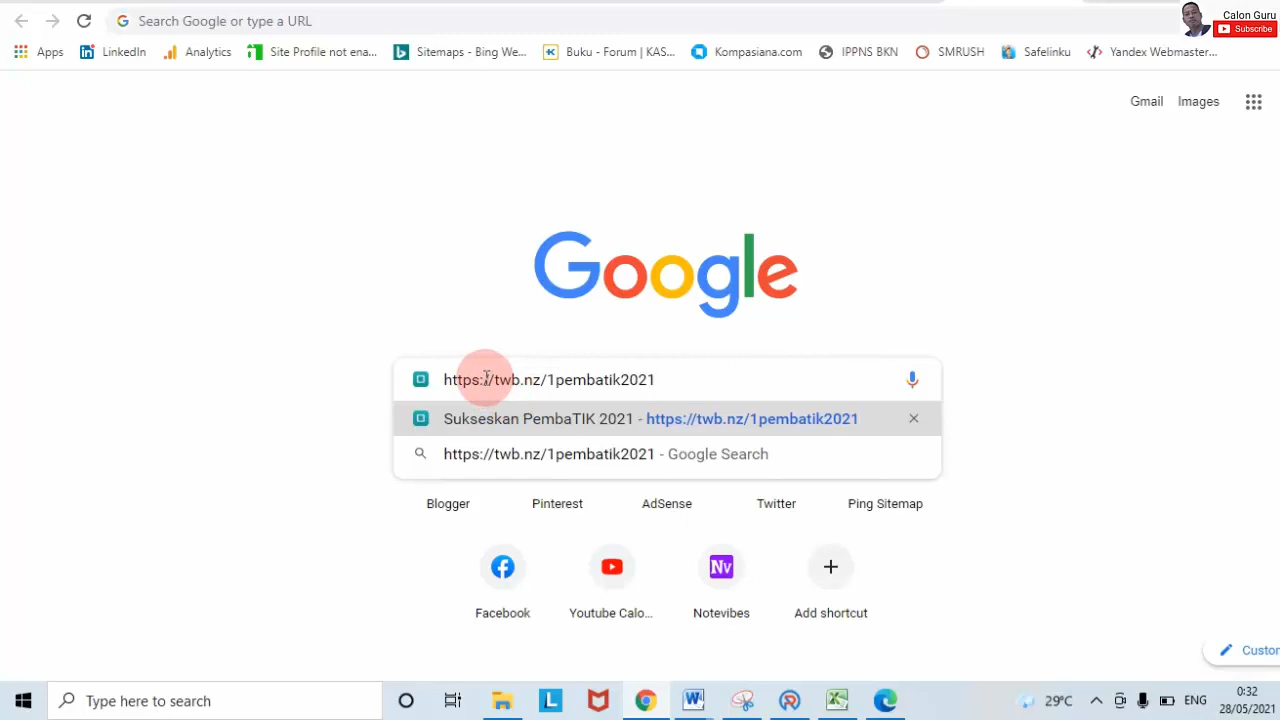 Search Google or type a URL
Calon Guru
Subscribe
Apps
LinkedIn
Analytics
Site Profile not ena...
Sitemaps - Bing We...
Buku - Forum | KAS...
Kompasiana.com
IPPNS BKN
SMRUSH
Safelinku
Yandex Webmaster...
Gmail
Images
Google
https://twb.nz/1pembatik2021
Sukseskan PembaTIK 2021 - https://twb.nz/1pembatik2021
https://twb.nz/1pembatik2021 - Google Search
Blogger
Pinterest
AdSense
Twitter
Ping Sitemap
Nv
Facebook
Youtube Calo...
Notevibes
Add shortcut
Custor
Type here to search
29°C
ENG
0:32
28/05/2021